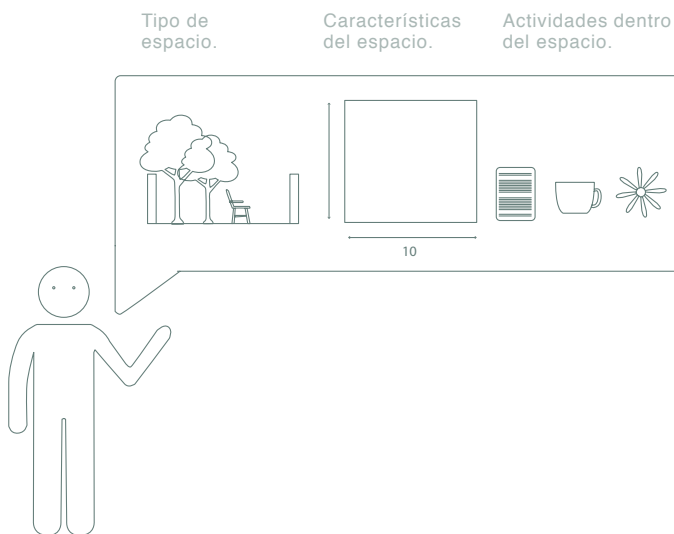 Tipo de
espacio.
Características
del espacio.
Actividades dentro
del espacio.
10